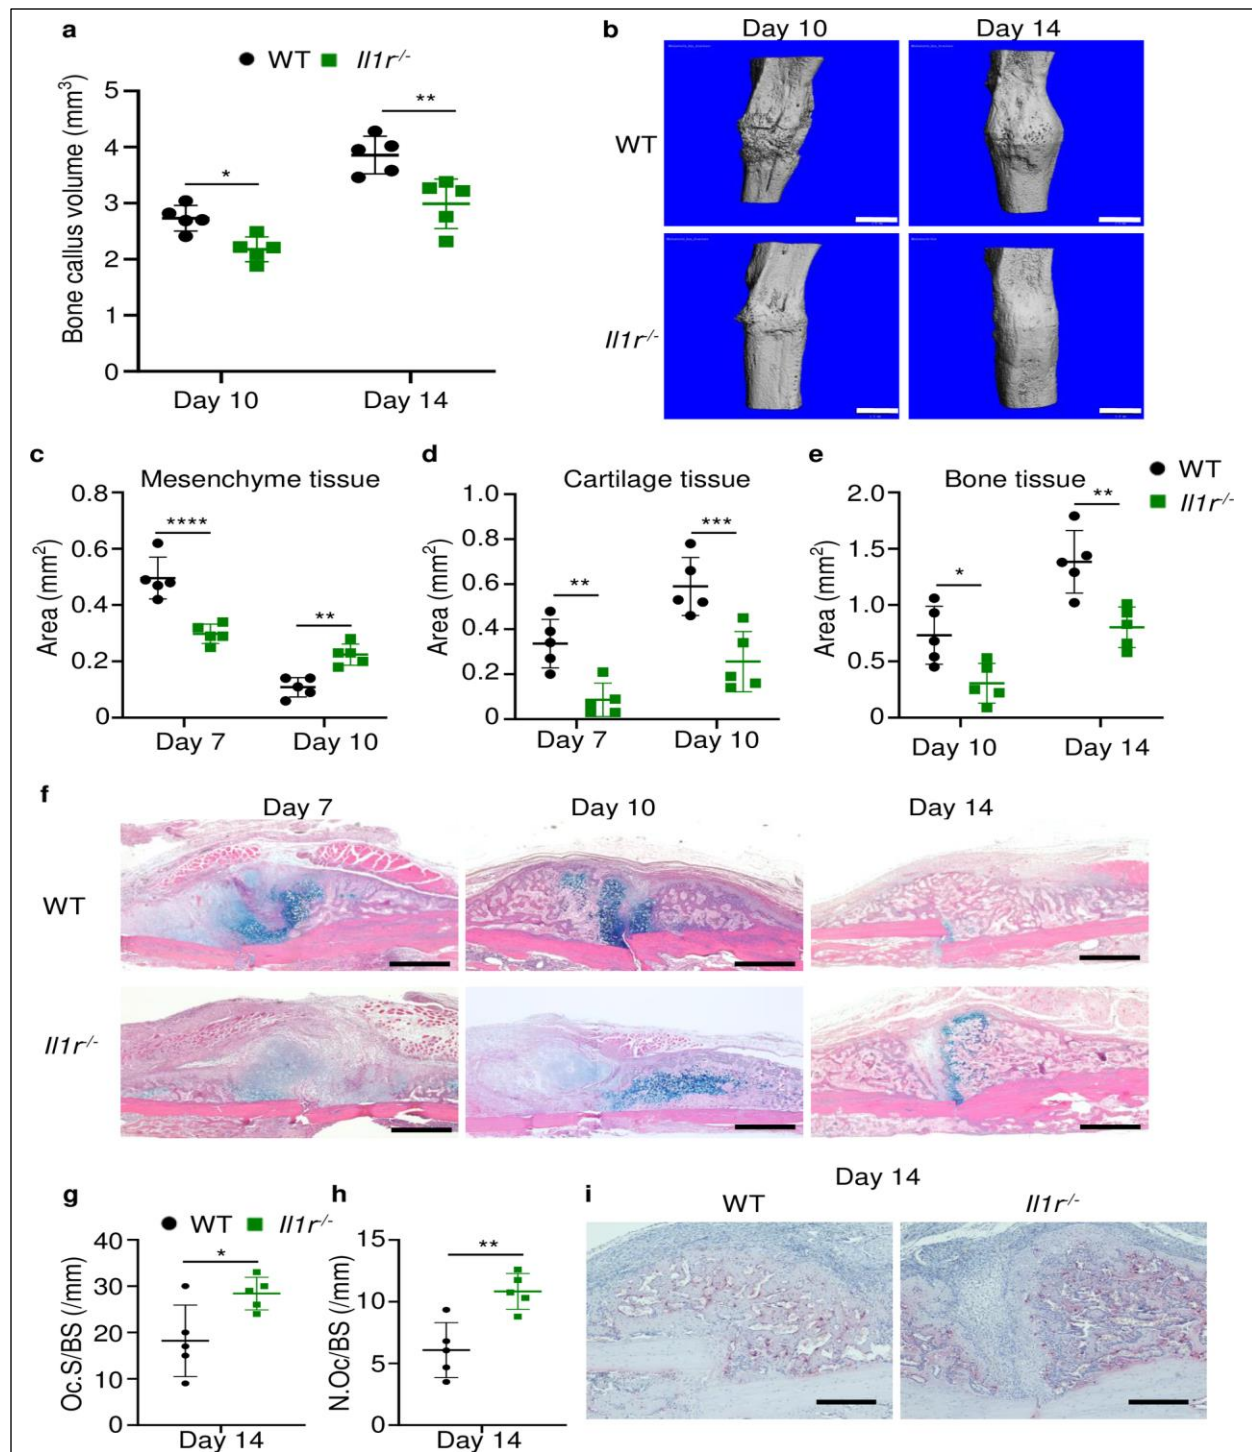 a
WT Il1r-/-
Bone callus volume (mm3)
5
4
3
2
1
0
*
**
Day 10 Day 14
b
Day 10 Day 14
WT
Il1r-/-
c
Mesenchyme tissue
Area (mm2)
0.8
0.6
0.4
0.2
0
****
**
Day 7 Day 10
d
Cartilage tissue
Area (mm2)
1.0
0.8
0.6
0.4
0.2
0
**
***
Day 7 Day 10
e
Bone tissue
WT
Il1r-/-
Area (mm2)
2.0
1.5
1.0
0.5
0
*
**
Day 10 Day 14
f
Day 7 Day 10 Day 14
WT
Il1r-/-
g
WT Il1r-/-
Oc.S/BS (/mm)
40
30
20
10
0
*
Day 14
h
N.Oc/BS (/mm)
15
10
5
0
**
Day 14
i
Day 14
WT Il1r-/-